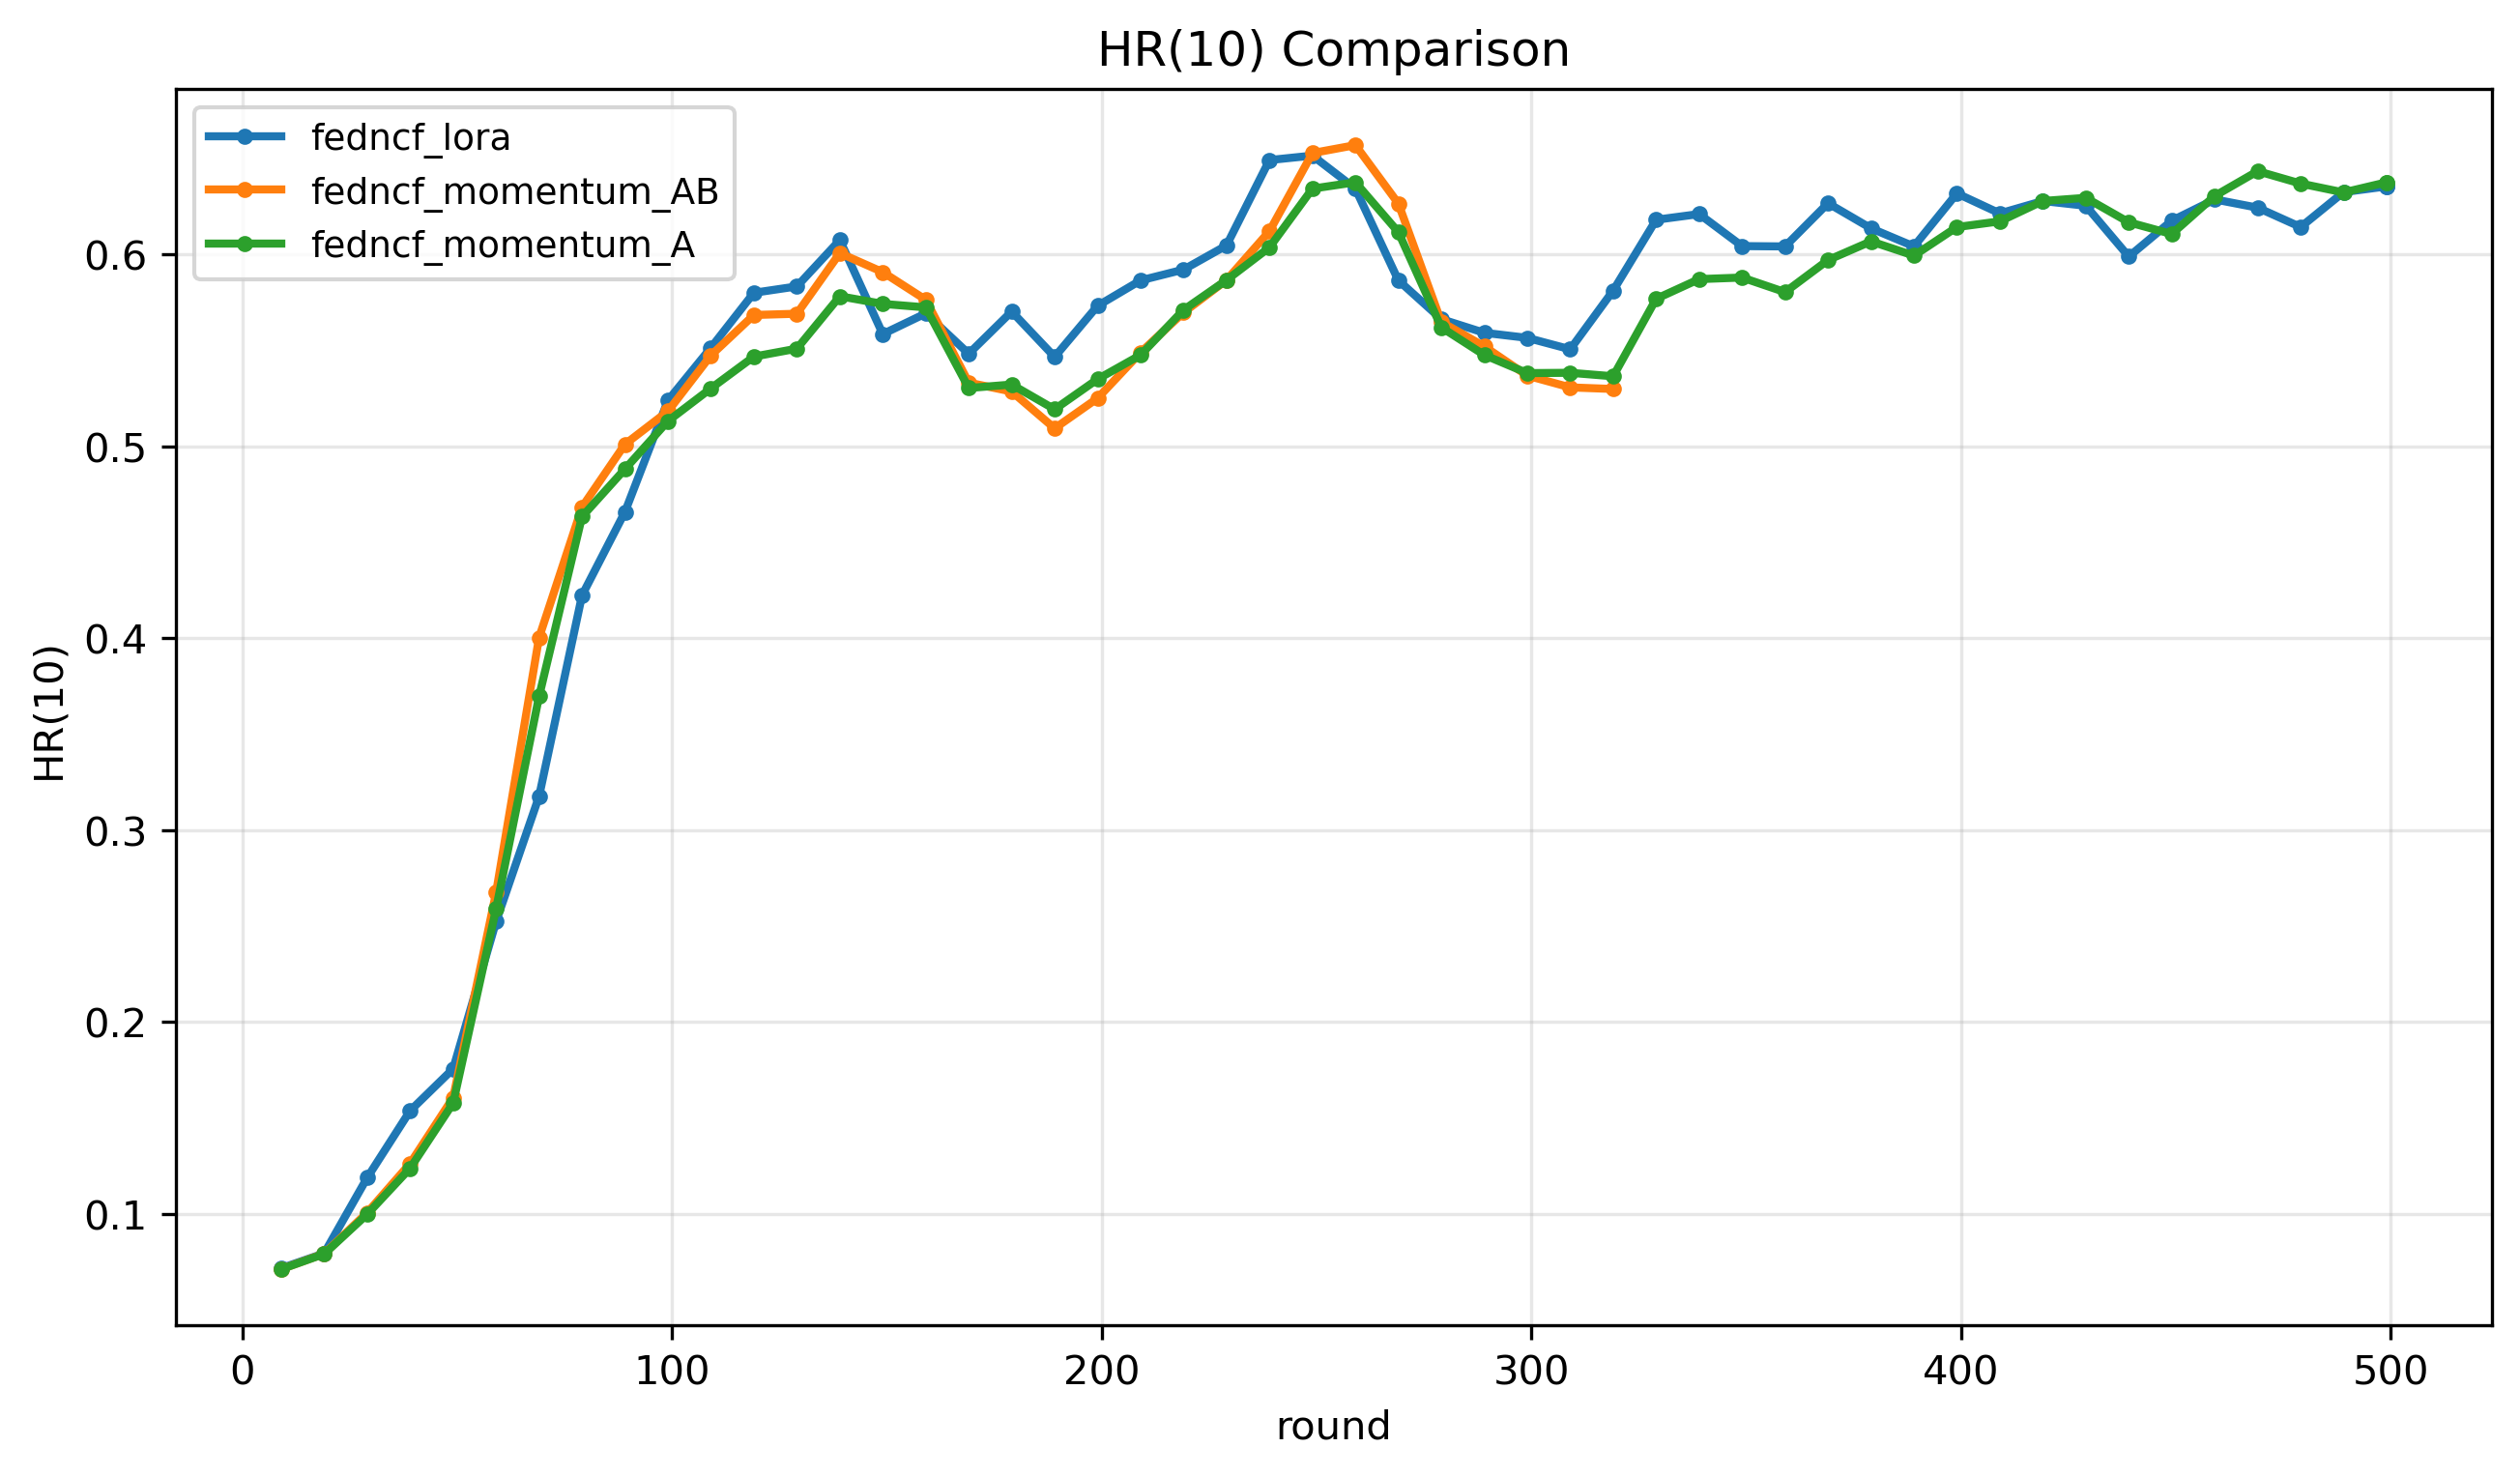 HR(10) Comparison
fedncf_lora
fedncf_momentum_AB
fedncf_momentum_A
HR(10)
0.6
0.5
0.4
0.3
0.2
0.1
0 100 200 300 400 500
round